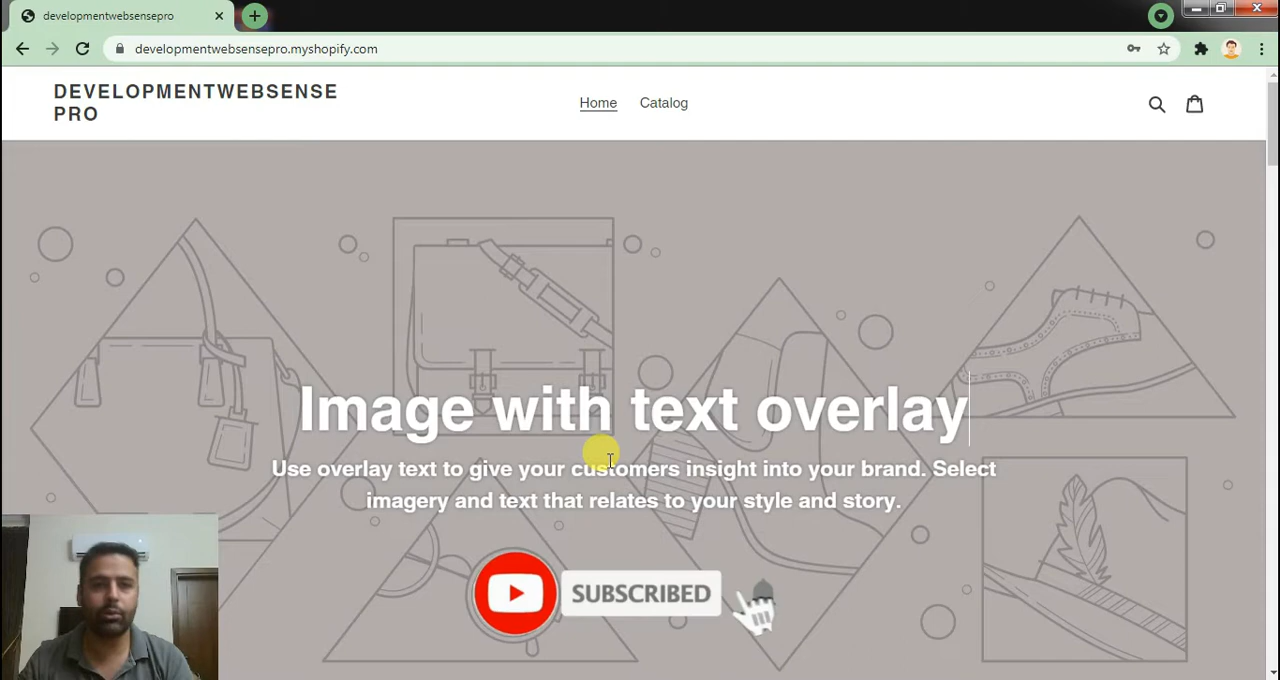 developmentwebsensepro
developmentwebsensepro.myshopify.com
DEVELOPMENTWEBSENSE
PRO
Home
Catalog
Image with text overlay
Use overlay text to give your customers insight into your brand. Select
imagery and text that relates to your style and story.
SUBSCRIBED